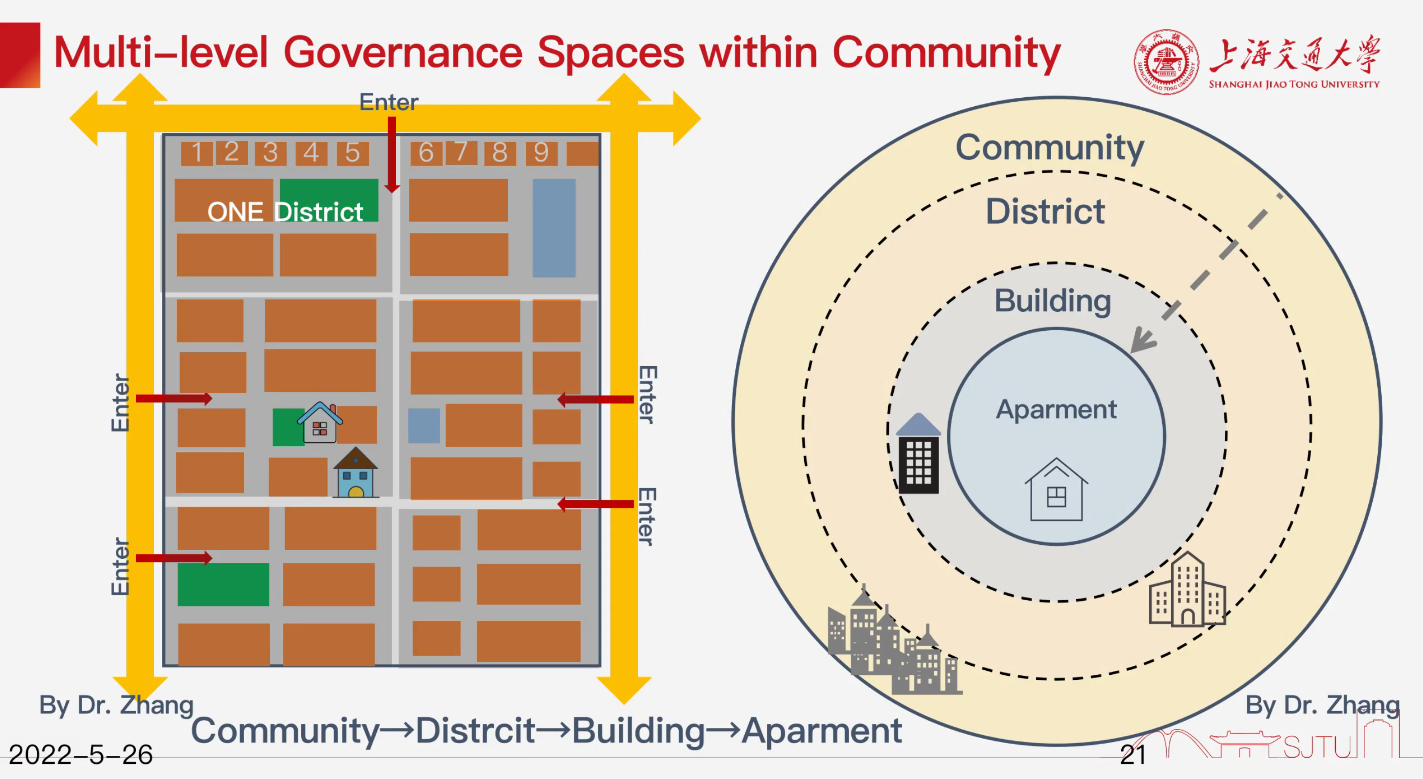 Multi-level Governance Spaces within Community
上海交通大学
SHANGHAI JIAO TONG UNIVERSITY
Enter
1 2 3 4 5 6 7 8 9
ONE District
Enter
Enter
Enter
Enter
Community
District
Building
Aparment
By Dr. Zhang
Community→Distrcit→Building→Aparment
By Dr. Zhang
2022-5-26
21
SJTU